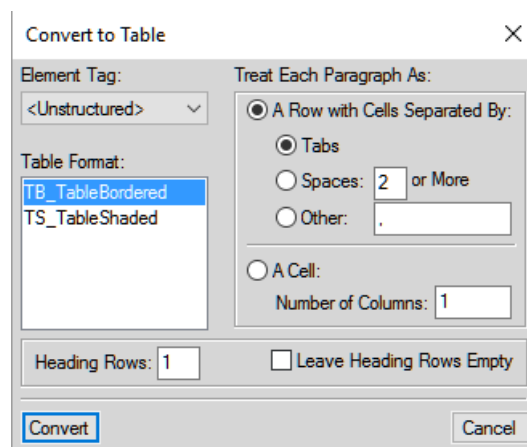 Convert to Table
Element Tag:
<Unstructured>
Table Format:
TB_TableBordered
TS_TableShaded
Treat Each Paragraph As:
A Row with Cells Separated By:
Tabs
Spaces: 2 or More
Other: ,
A Cell:
Number of Columns: 1
Heading Rows: 1
Leave Heading Rows Empty
Convert
Cancel